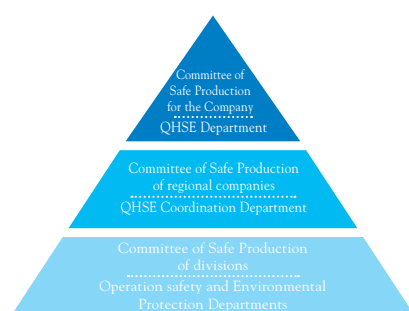 Committee of
Safe Production
for the Company
QHSE Department
Committee of Safe Production
of regional companies
QHSE Coordination Department
Committee of Safe Production
of divisions
Operation safety and Environmental
Protection Departments